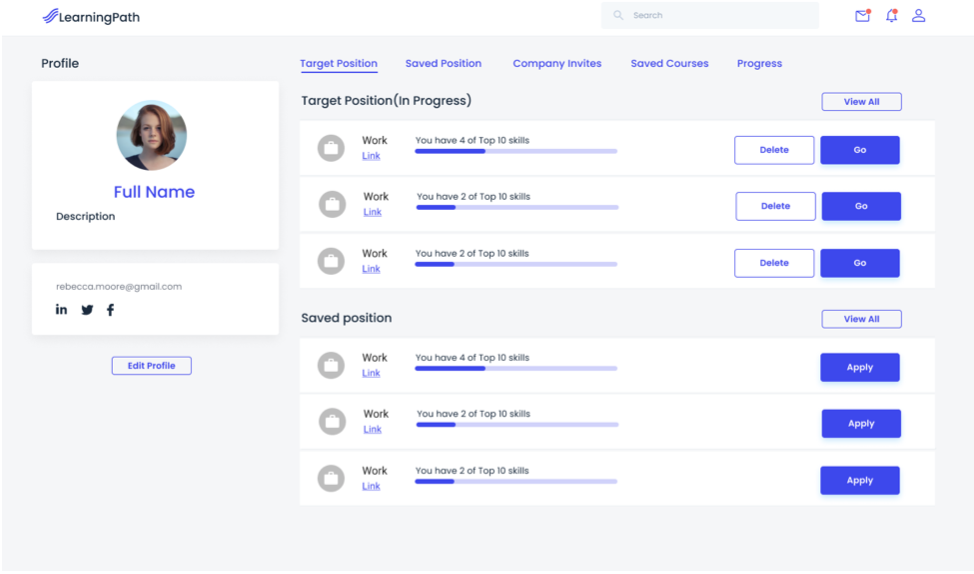 LearningPath
Search
Profile
Target Position
Saved Position
Company Invites
Saved Courses
Progress
Full Name
Description
rebecca.moore@gmail.com
Edit Profile
Target Position(In Progress)
View All
Work
Link
You have 4 of Top 10 skills
Delete
Go
Work
Link
You have 2 of Top 10 skills
Delete
Go
Work
Link
You have 2 of Top 10 skills
Delete
Go
Saved position
View All
Work
Link
You have 4 of Top 10 skills
Apply
Work
Link
You have 2 of Top 10 skills
Apply
Work
Link
You have 2 of Top 10 skills
Apply